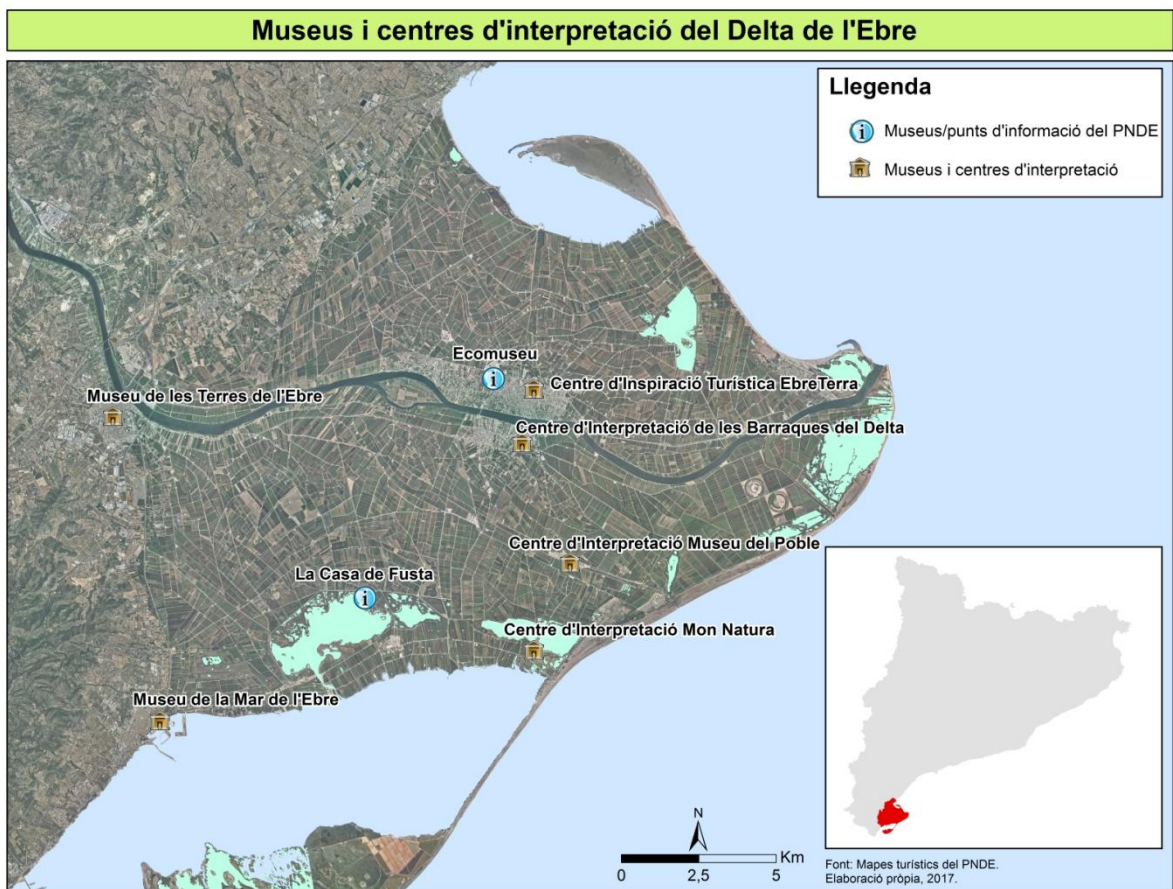 Museus i centres d'interpretació del Delta de l'Ebre
Llegenda
Museus/punts d'informació del PNDE
Museus i centres d'interpretació
Ecomuseu
Centre d'Inspiració Turística EbreTerra
Museu de les Terres de l'Ebre
Centre d'Interpretació de les Barraques del Delta
Centre d'Interpretació Museu del Poble
La Casa de Fusta
Centre d'Interpretació Mon Natura
Museu de la Mar de l'Ebre
N
Km
0 2,5 5
Font: Mapes turístics del PNDE.
Elaboració pròpia, 2017.